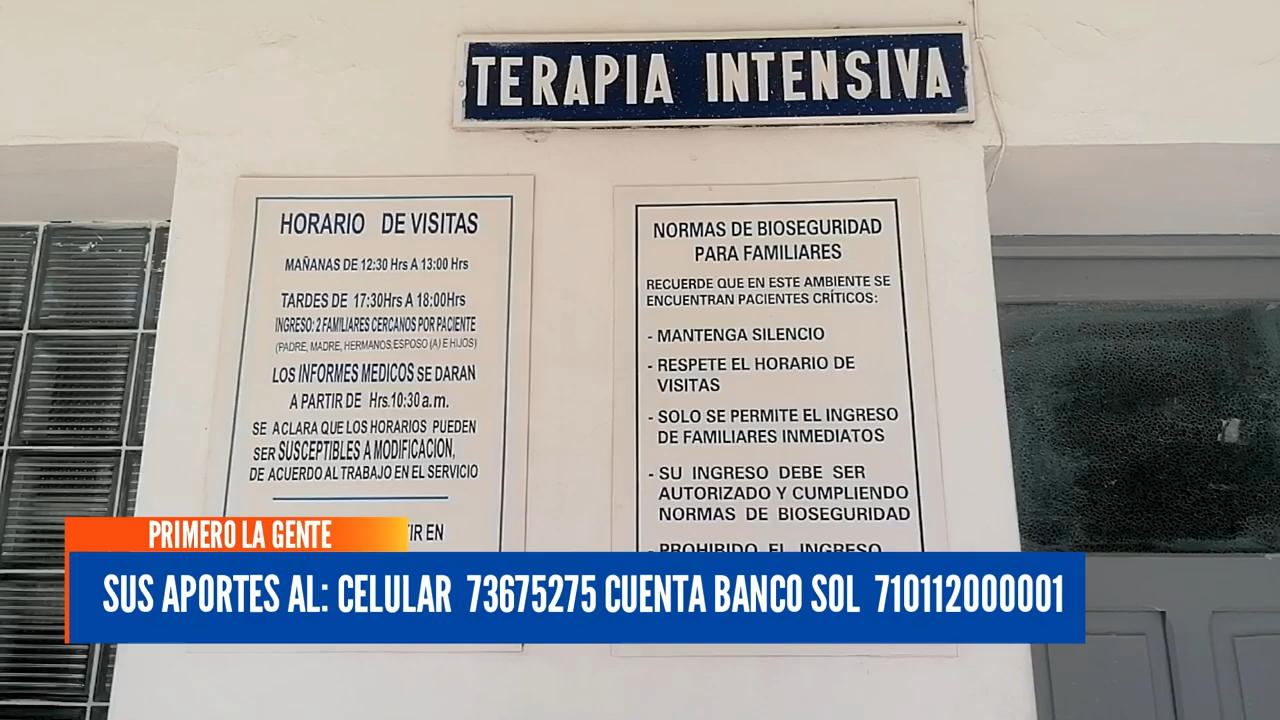 TERAPIA INTENSIVA
HORARIO DE VISITAS
MAÑANAS DE 12:30 Hrs A 13:00 Hrs
TARDES DE 17:30Hrs A 18:00Hrs
INGRESO: 2 FAMILIARES CERCANOS POR PACIENTE
(PADRE, MADRE, HERMANOS,ESPOSO (A) E HIJOS)
LOS INFORMES MEDICOS SE DARAN
A PARTIR DE Hrs.10:30 a.m.
SE ACLARA QUE LOS HORARIOS PUEDEN
SER SUSCEPTIBLES A MODIFICACION,
DE ACUERDO AL TRABAJO EN EL SERVICIO
EN
NORMAS DE BIOSEGURIDAD
PARA FAMILIARES
RECUERDE QUE EN ESTE AMBIENTE SE
ENCUENTRAN PACIENTES CRÍTICOS:
- MANTENGA SILENCIO
- RESPETE EL HORARIO DE
VISITAS
- SOLO SE PERMITE EL INGRESO
DE FAMILIARES INMEDIATOS
- SU INGRESO DEBE SER
AUTORIZADO Y CUMPLIENDO
NORMAS DE BIOSEGURIDAD
- PROHIBIDO EL INGRESO
PRIMERO LA GENTE
SUS APORTES AL: CELULAR 73675275 CUENTA BANCO SOL 710112000001